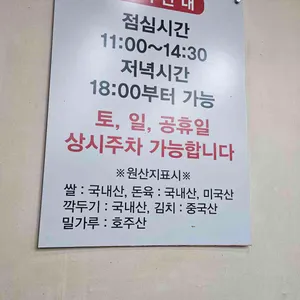 안내
점심시간
11:00~14:30
저녁시간
18:00부터 가능
토, 일, 공휴일
상시주차 가능합니다
※원산지표시※
쌀 : 국내산, 돈육 : 국내산, 미국산
깍두기 : 국내산, 김치 : 중국산
밀가루 : 호주산